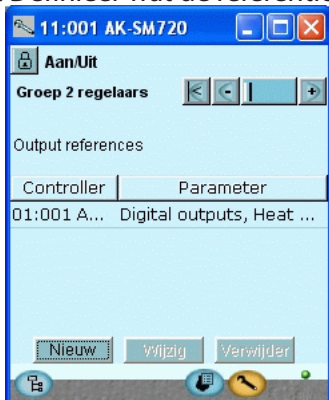 11:001 AK-SM720
Aan/Uit
Groep 2 regelaars
Output references
Controller Parameter
01:001 A... Digital outputs, Heat ...
Nieuw Wijzig Verwijder